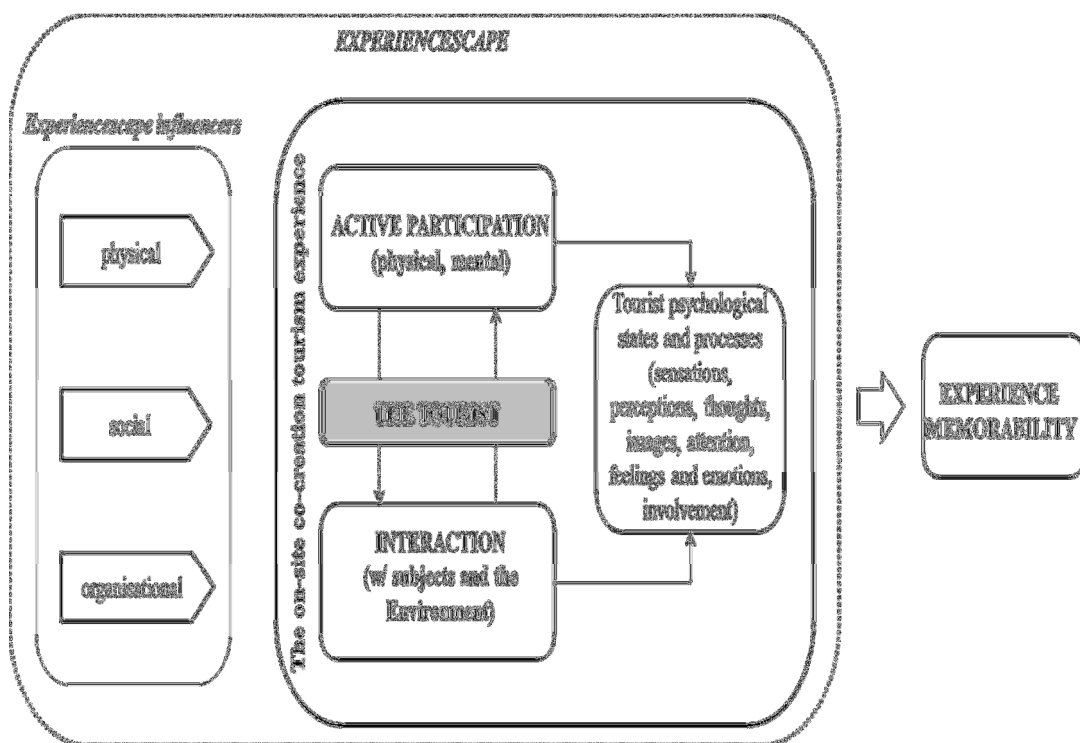 EXPERIENCESCAPE
Experiencescape influencers
physical
social
organisational
The on-site co-creation tourism experience
ACTIVE PARTICIPATION
(physical, mental)
THE TOURIST
INTERACTION
(w/ subjects and the
Environment)
Tourist psychological
states and processes
(sensations,
perceptions, thoughts,
images, attention,
feelings and emotions,
involvement)
EXPERIENCE
MEMORABILITY